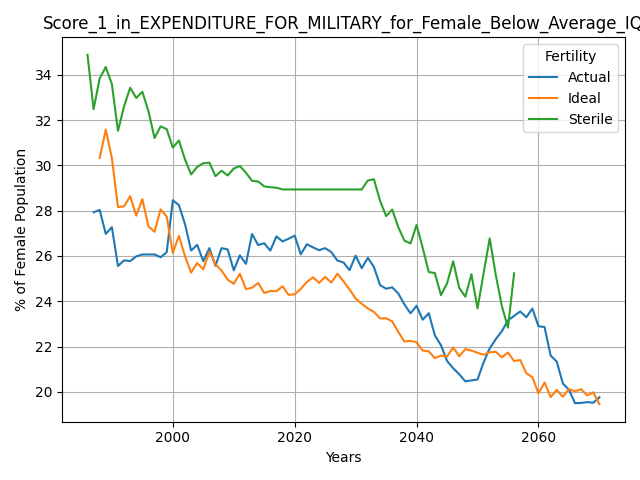 Score_1_in_EXPENDITURE_FOR_MILITARY_for_Female_Below_Average_IQ
Fertility
Actual
Ideal
Sterile
% of Female Population
34
32
30
28
26
24
22
20
2000
2020
2040
2060
Years